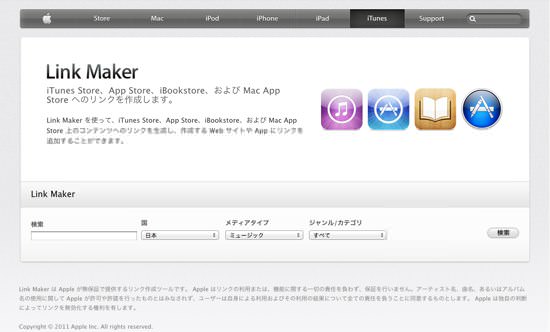 Store Mac iPod iPhone iPad iTunes Support
Link Maker
iTunes Store、App Store、iBookstore、および Mac App
Store へのリンクを作成します。
Link Maker を使って、iTunes Store、App Store、iBookstore、および Mac App
Store 上のコンテンツへのリンクを生成し、作成する Web サイトや App にリンクを
追加することができます。
Link Maker
検索 国 メディアタイプ ジャンル/カテゴリ
日本 ミュージック すべて 検索
Link Maker は Apple が無保証で提供するリンク作成ツールです。 Apple はリンクの利用または、機能に関する一切の責任を負わず、保証を行いません。アーティスト名、曲名、あるいはアルバム
名の使用に関して Apple が許可や許諾を行ったものとはみなされず、ユーザーは自身による利用およびその利用の結果について全ての責任を負うことに同意するものとします。 Apple は独自の判断
によってリンクを無効化する権利を有します。
Copyright © 2011 Apple Inc. All rights reserved.